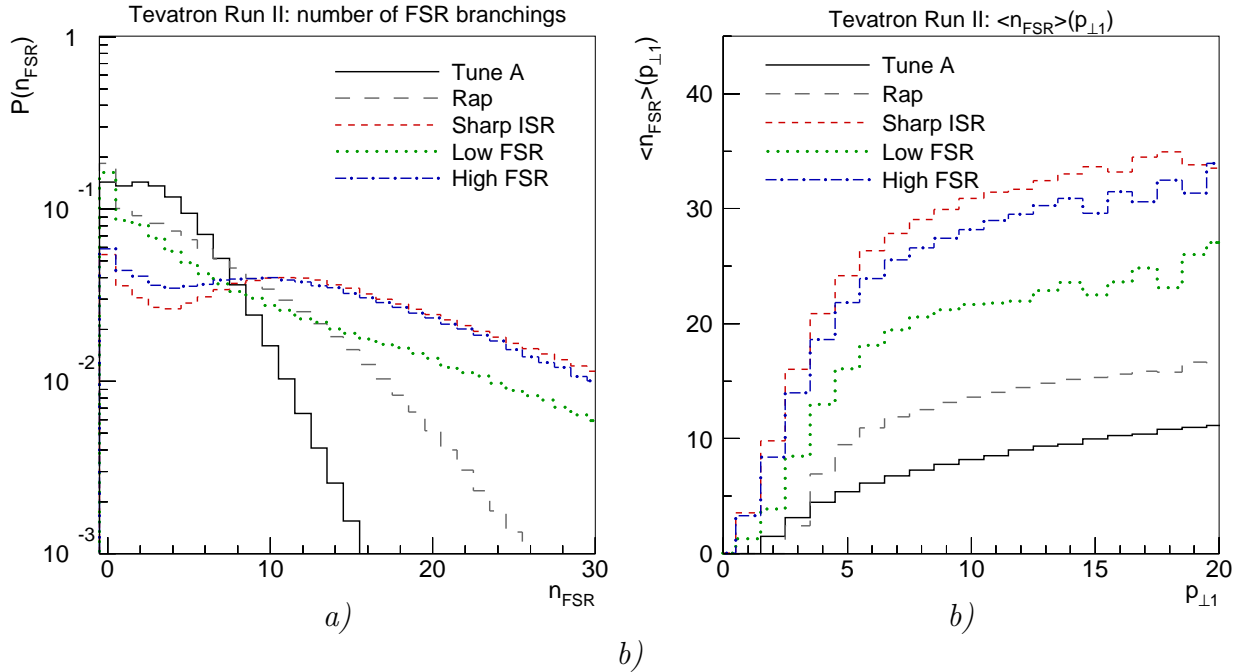 Tevatron Run II: number of FSR branchings
P(n_FSR)
1
10^-1
10^-2
10^-3
Tune A
Rap
Sharp ISR
Low FSR
High FSR
0 10 20 30
n_FSR
a)
Tevatron Run II: <n_FSR>(p_⊥1)
<n_FSR>(p_⊥1)
40
30
20
10
0
Tune A
Rap
Sharp ISR
Low FSR
High FSR
0 5 10 15 20
p_⊥1
b)
b)